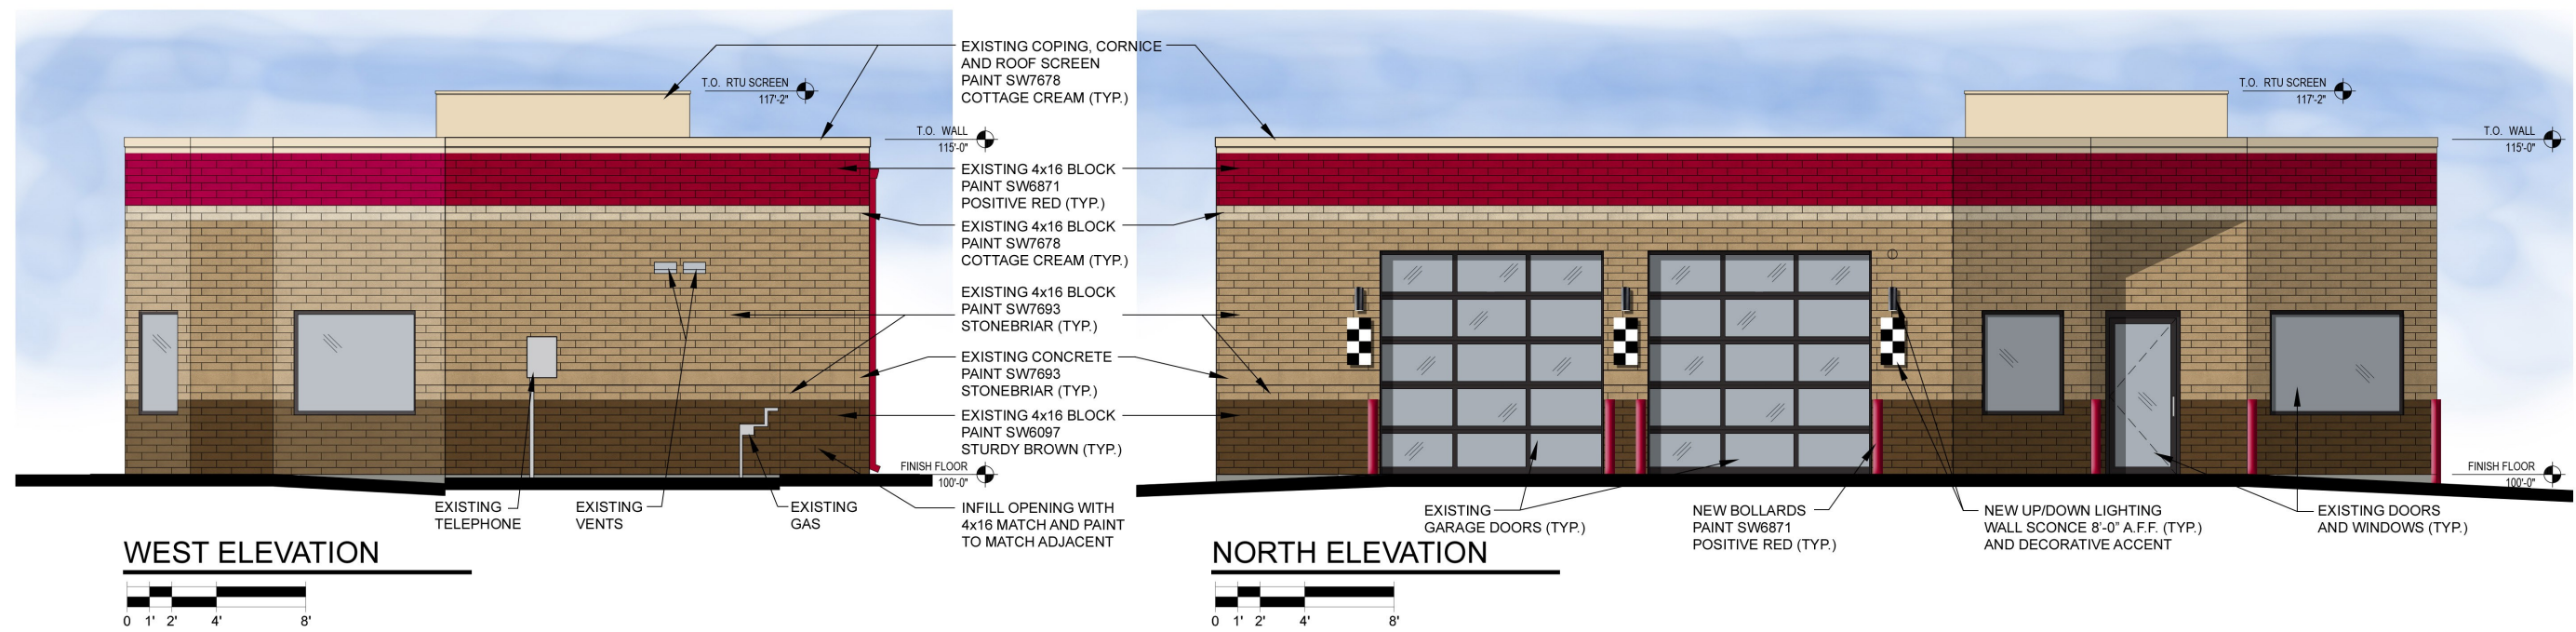 T.O. RTU SCREEN
117'-2"
T.O. WALL
115'-0"
FINISH FLOOR
100'-0"
EXISTING COPING, CORNICE
AND ROOF SCREEN
PAINT SW7678
COTTAGE CREAM (TYP.)
EXISTING 4x16 BLOCK
PAINT SW6871
POSITIVE RED (TYP.)
EXISTING 4x16 BLOCK
PAINT SW7678
COTTAGE CREAM (TYP.)
EXISTING 4x16 BLOCK
PAINT SW7693
STONEBRIAR (TYP.)
EXISTING CONCRETE
PAINT SW7693
STONEBRIAR (TYP.)
EXISTING 4x16 BLOCK
PAINT SW6097
STURDY BROWN (TYP.)
INFILL OPENING WITH
4x16 MATCH AND PAINT
TO MATCH ADJACENT
EXISTING
TELEPHONE
EXISTING
VENTS
EXISTING
GAS
WEST ELEVATION
0 1' 2' 4' 8'
T.O. RTU SCREEN
117'-2"
T.O. WALL
115'-0"
FINISH FLOOR
100'-0"
EXISTING
GARAGE DOORS (TYP.)
NEW BOLLARDS
PAINT SW6871
POSITIVE RED (TYP.)
NEW UP/DOWN LIGHTING
WALL SCONCE 8'-0" A.F.F. (TYP.)
AND DECORATIVE ACCENT
EXISTING DOORS
AND WINDOWS (TYP.)
NORTH ELEVATION
0 1' 2' 4' 8'